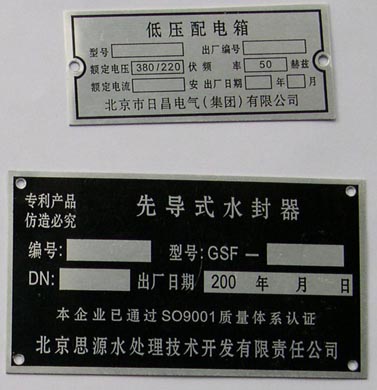 低压配电箱
型号 出厂编号
额定电压 380/220 伏 频率 50 赫兹
额定电流 安 出厂日期 年 月
北京市日昌电气(集团)有限公司
专利产品
仿造必究
先导式水封器
编号: 型号:GSF —
DN: 出厂日期 200 年 月 日
本企业已通过SO9001质量体系认证
北京思源水处理技术开发有限责任公司